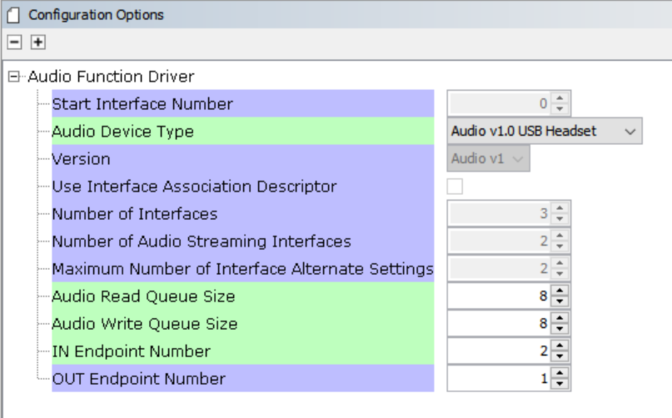 Configuration Options
Audio Function Driver
Start Interface Number 0
Audio Device Type Audio v1.0 USB Headset
Version Audio v1
Use Interface Association Descriptor
Number of Interfaces 3
Number of Audio Streaming Interfaces 2
Maximum Number of Interface Alternate Settings 2
Audio Read Queue Size 8
Audio Write Queue Size 8
IN Endpoint Number 2
OUT Endpoint Number 1